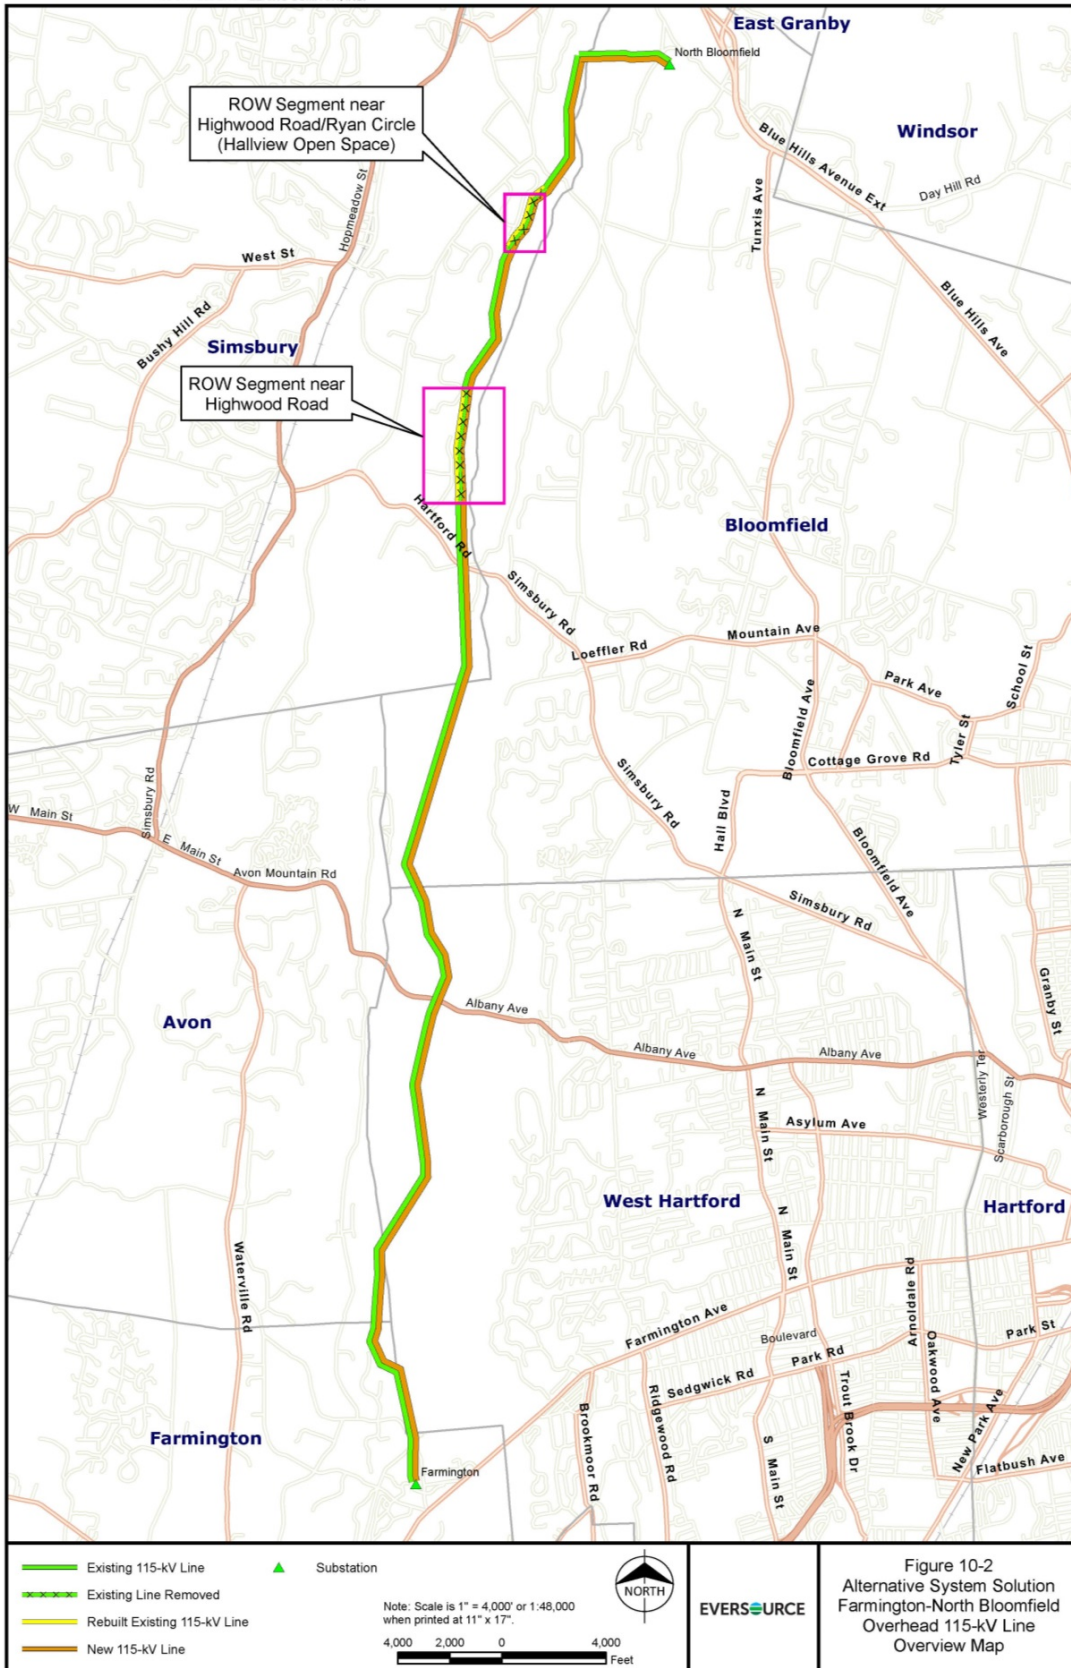 East Granby
North Bloomfield
ROW Segment near
Highwood Road/Ryan Circle
(Hallview Open Space)
Windsor
Blue Hills Avenue Ext
Day Hill Rd
Hopmeadow St
Tunxis Ave
West St
Blue Hills Ave
Bushy Hill Rd
Simsbury
ROW Segment near
Highwood Road
Hartford Rd
Bloomfield
Simsbury Rd
Loeffler Rd
Mountain Ave
School St
Park Ave
Bloomfield Ave
Tyler St
Cottage Grove Rd
Simsbury Rd
Simsbury Rd
Hall Blvd
W Main St
E Main St
Avon Mountain Rd
Bloomfield Ave
Simsbury Rd
N Main St
Granby St
Avon
Albany Ave
Albany Ave
Albany Ave
Westerly Ter
Scarborough St
N Main St
Asylum Ave
West Hartford
Hartford
N Main St
Waterville Rd
Farmington Ave
Arnoldale Rd
Boulevard
Park St
Park Rd
Oakwood Ave
Sedgwick Rd
Ridgewood Rd
Brookmoor Rd
Trout Brook Dr
New Park Ave
S Main St
Flatbush Ave
Farmington
Farmington
Existing 115-kV Line
Substation
Existing Line Removed
Rebuilt Existing 115-kV Line
New 115-kV Line
Note: Scale is 1" = 4,000' or 1:48,000
when printed at 11" x 17".
4,000 2,000 0 4,000
Feet
NORTH
EVERSOURCE
Figure 10-2
Alternative System Solution
Farmington-North Bloomfield
Overhead 115-kV Line
Overview Map